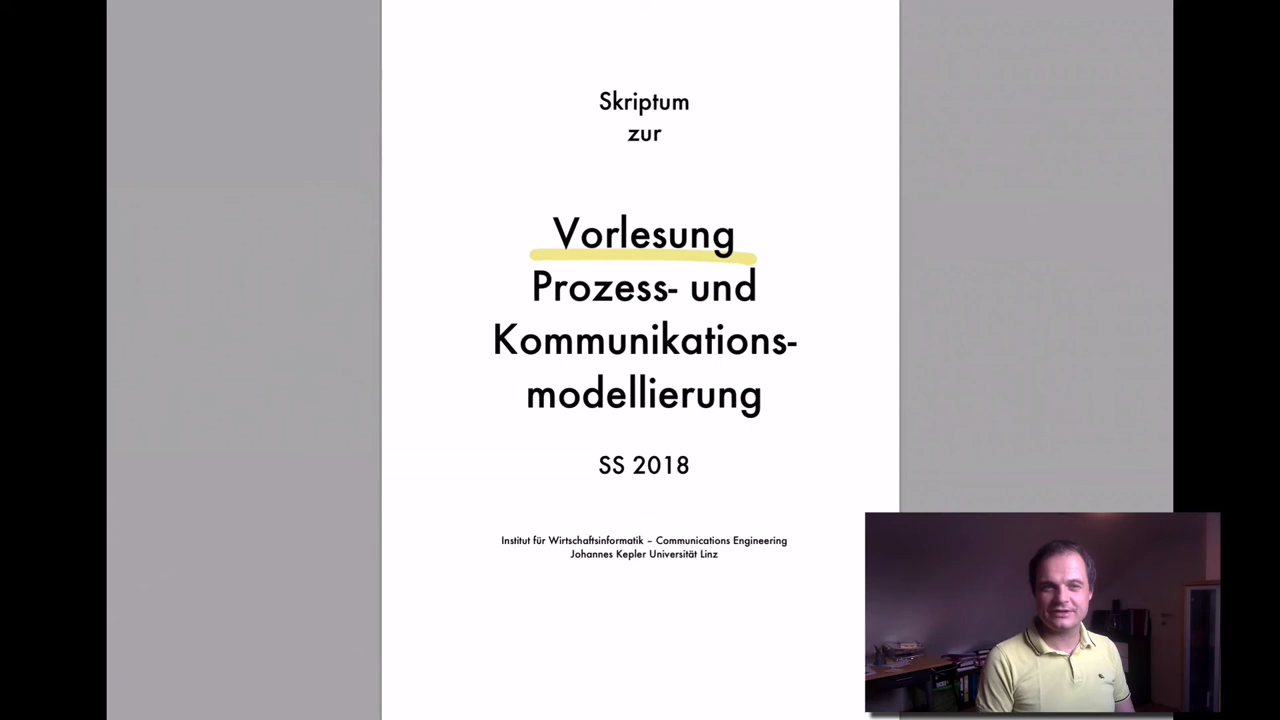 Skriptum
zur
Vorlesung
Prozess- und
Kommunikations-
modellierung
SS 2018
Institut für Wirtschaftsinformatik – Communications Engineering
Johannes Kepler Universität Linz